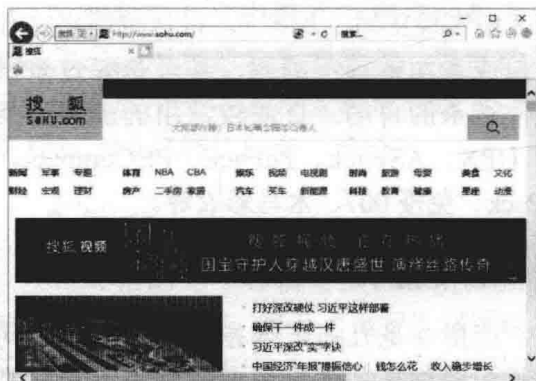 http://www.sohu.com/
搜索...
搜狐
搜狐
SOHU.com
新闻 军事 专题 体育 NBA CBA 娱乐 视频 电视剧 时尚 旅游 母婴 美食 文化
财经 宏观 理财 房产 二手房 家居 汽车 买车 新能源 科技 教育 健康 星座 动漫
搜狐视频
国宝守护人穿越汉唐盛世 演绎丝路传奇
打好深改硬仗 习近平这样部署
确保干一件成一件
习近平深改"实"字诀
中国经济"年报"提振信心 钱怎么花 收入稳步增长